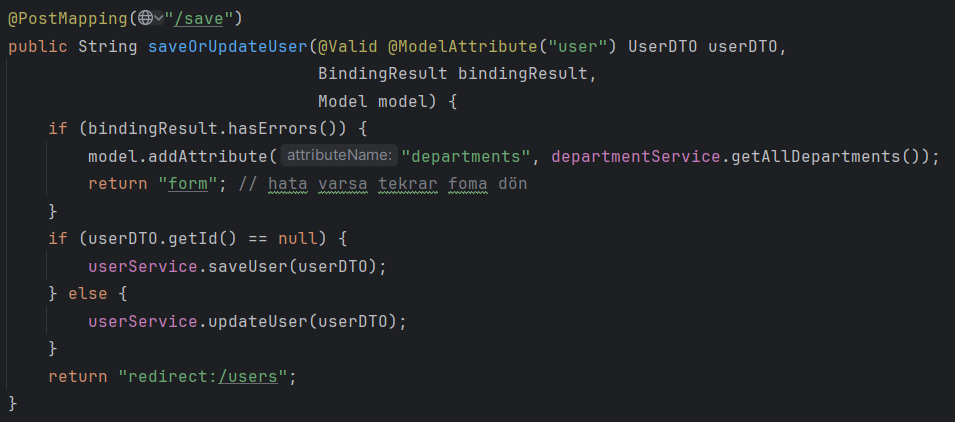 @PostMapping("/save")
public String saveOrUpdateUser(@Valid @ModelAttribute("user") UserDTO userDTO,
BindingResult bindingResult,
Model model) {
if (bindingResult.hasErrors()) {
model.addAttribute( attributeName: "departments", departmentService.getAllDepartments());
return "form"; // hata varsa tekrar foma dön
}
if (userDTO.getId() == null) {
userService.saveUser(userDTO);
} else {
userService.updateUser(userDTO);
}
return "redirect:/users";
}